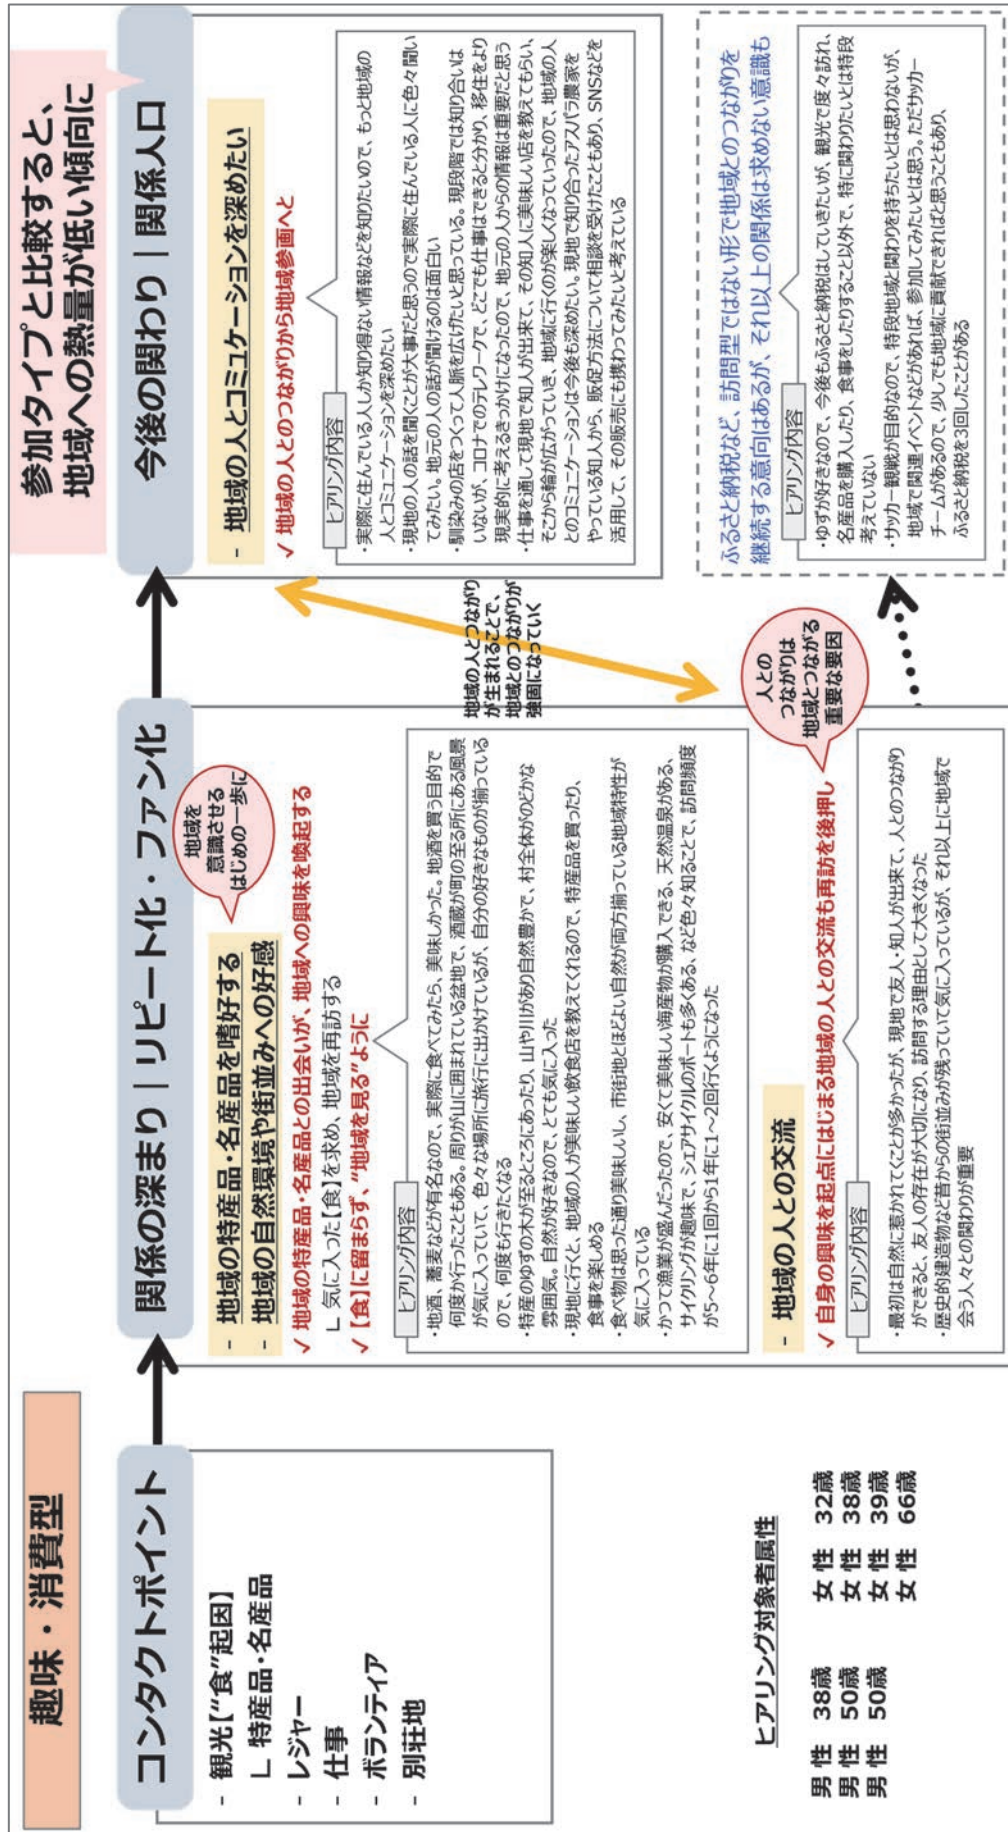 趣味・消費型
参加タイプと比較すると、
地域への熱量が低い傾向に
コンタクトポイント
関係の深まり｜リピート化・ファン化
今後の関わり｜関係人口
- 観光【“食”起因】
∟ 特産品・名産品
- レジャー
- 仕事
- ボランティア
- 別荘地
ヒアリング対象者属性
男性 38歳
男性 50歳
男性 50歳
女性 32歳
女性 38歳
女性 39歳
女性 66歳
地域を
意識させる
はじめの一歩に
- 地域の特産品・名産品を嗜好する
- 地域の自然環境や街並みへの好感
✓ 地域の特産品・名産品との出会いが、地域への興味を喚起する
∟ 気に入った【食】を求め、地域を再訪する
✓ 【食】に留まらず、“地域を見る”ように
ヒアリング内容
・地酒、蕎麦などが有名なので、実際に食べてみたら、美味しかった。地酒を買う目的で
何度か行ったこともある。周りが山に囲まれている盆地で、酒蔵が町の至る所にある風景
が気に入っていて、色々な場所に旅行に出かけているが、自分の好きなものが揃っている
ので、何度も行きたくなる
・特産のゆずの木が至るところにあったり、山や川があり自然豊かで、村全体がのどかな
雰囲気。自然が好きなので、とても気に入った
・現地に行くと、地域の人が美味しい飲食店を教えてくれるので、特産品を買ったり、
食事を楽しめる
・食べ物は思った通り美味しいし、市街地とほどよい自然が両方揃っている地域特性が
気に入っている
・かつて漁業が盛んだったので、安くて美味しい海産物が購入できる、天然温泉がある、
サイクリングが趣味で、シェアサイクルのポートも多くある、など色々知ることで、訪問頻度
が5～6年に1回から1年に1～2回行くようになった
- 地域の人との交流
✓ 自身の興味を起点にはじまる地域の人との交流も再訪を後押し
人との
つながりは
地域とつながる
重要な要因
ヒアリング内容
・最初は自然に惹かれてくことが多かったが、現地で友人・知人が出来て、人とのつながり
ができると、友人の存在が大切になり、訪問する理由として大きくなった
・歴史的建造物など昔からの街並みが残っていて気に入っているが、それ以上に地域で
会う人々との関わりが重要
地域の人とつながり
が生まれることで、
地域とのつながりが
強固になっていく
- 地域の人とコミュニケーションを深めたい
✓ 地域の人とのつながりから地域参画へと
ヒアリング内容
・実際に住んでいる人しか知り得ない情報などを知りたいので、もっと地域の
人とコミュニケーションを深めたい
・現地の人の話を聞くことが大事だと思うので実際に住んでいる人に色々聞い
てみたい。地元の人の話が聞けるのは面白い
・馴染みの店をつくって人脈を広げたいと思っている。現段階では知り合いは
いないが、コロナでのテレワークで、どこでも仕事はできると分かり、移住をより
現実的に考えるきっかけになったので、地元の人からの情報は重要だと思う
・仕事を通して現地で知人が出来て、その知人に美味しい店を教えてもらい、
そこから輪が広がっていき、地域に行くのが楽しくなっていったので、地域の人
とのコミュニケーションは今後も深めたい。現地で知り合ったアスパラ農家を
やっている知人から、販促方法について相談を受けたこともあり、SNSなどを
活用して、その販売にも携わってみたいと考えている
ふるさと納税など、訪問型ではない形で地域とのつながりを
継続する意向はあるが、それ以上の関係は求めない意識も
ヒアリング内容
・ゆずが好きなので、今後もふるさと納税はしていきたいが、観光で度々訪れ、
名産品を購入したり、食事をしたりすること以外で、特に関わりたいとは特段
考えていない
・サッカー観戦が目的なので、特段地域と関わりを持ちたいとは思わないが、
地域で関連イベントなどがあれば、参加してみたいとは思う。ただサッカー
チームがあるので、少しでも地域に貢献できればと思うこともあり、
ふるさと納税を3回したことがある